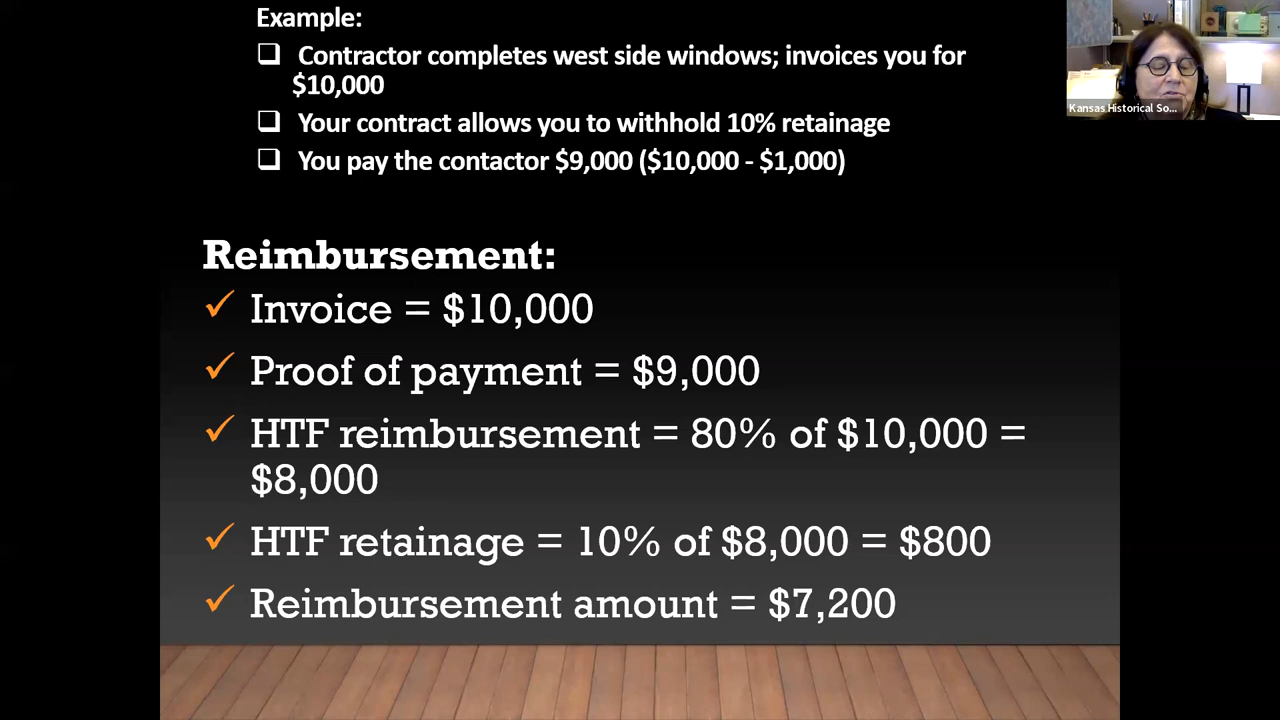 Example:
❑ Contractor completes west side windows; invoices you for
$10,000
❑ Your contract allows you to withhold 10% retainage
❑ You pay the contactor $9,000 ($10,000 - $1,000)
Kansas Historical So...
Reimbursement:
✓ Invoice = $10,000
✓ Proof of payment = $9,000
✓ HTF reimbursement = 80% of $10,000 =
$8,000
✓ HTF retainage = 10% of $8,000 = $800
✓ Reimbursement amount = $7,200